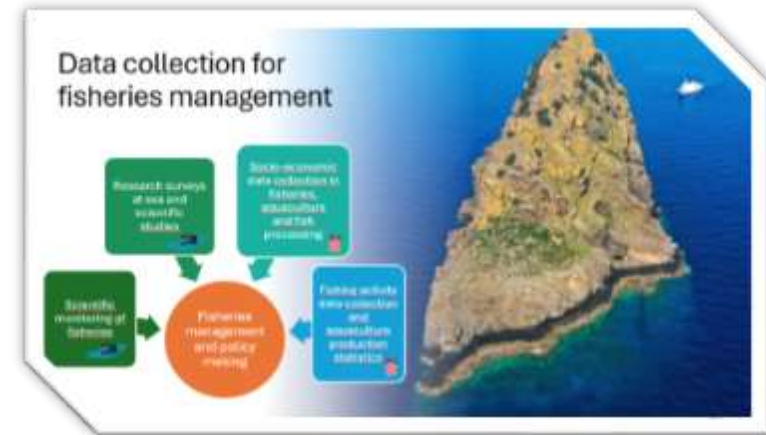 Data collection for
fisheries management
Research surveys
at sea and
scientific
studies
Socio-economic
data collection in
fisheries,
aquaculture
and fish
processing
Scientific
monitoring of
fisheries
Fisheries
management
and policy
making
Fishing activity
data collection
and
aquaculture
production
statistics